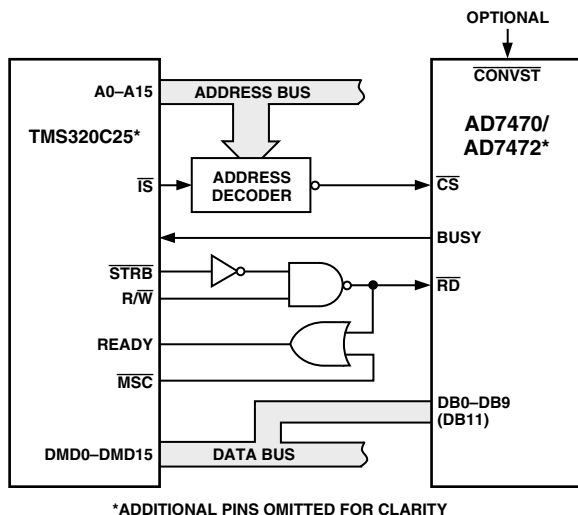 OPTIONAL
A0–A15
ADDRESS BUS
CONVST
TMS320C25*
AD7470/
AD7472*
IS
ADDRESS
DECODER
CS
BUSY
STRB
R/W
RD
READY
MSC
DB0–DB9
(DB11)
DMD0–DMD15
DATA BUS
*ADDITIONAL PINS OMITTED FOR CLARITY